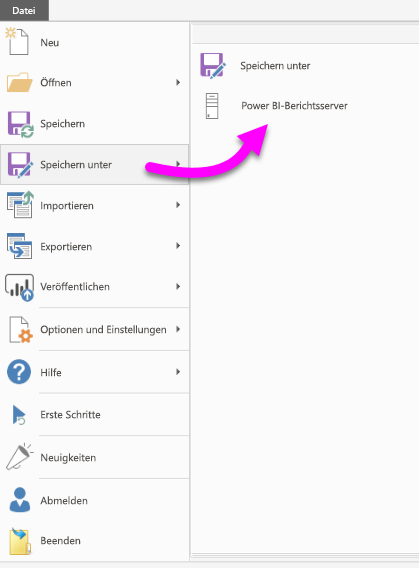 Datei
Neu
Öffnen
Speichern
Speichern unter
Importieren
Exportieren
Veröffentlichen
Optionen und Einstellungen
Hilfe
Erste Schritte
Neuigkeiten
Abmelden
Beenden
Speichern unter
Power BI-Berichtsserver